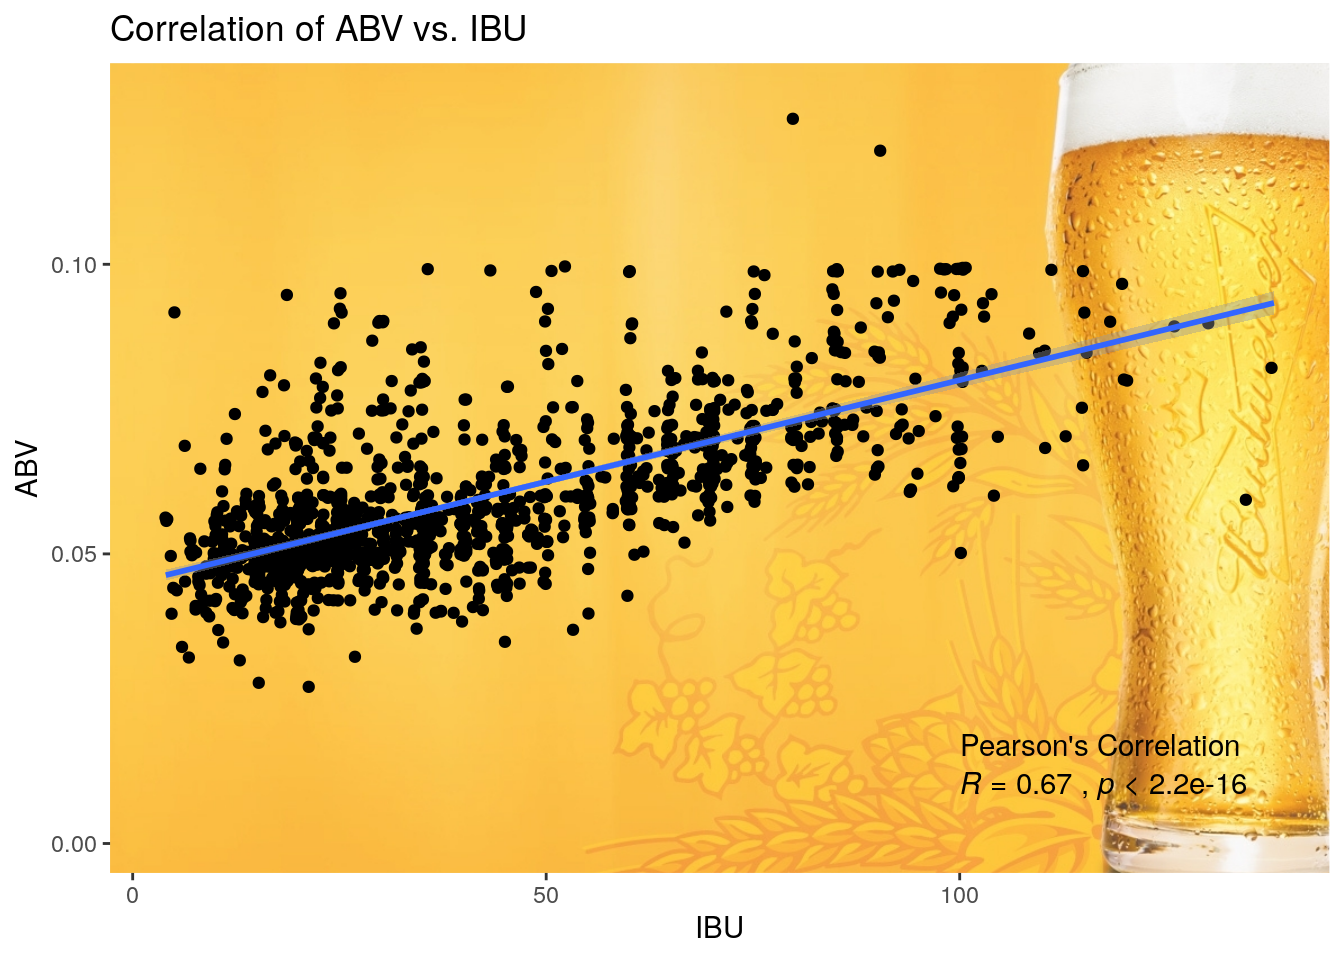 Correlation of ABV vs. IBU
ABV
0.10
0.05
0.00
Budweiser
Pearson's Correlation
R = 0.67 , p < 2.2e-16
0
50
100
IBU